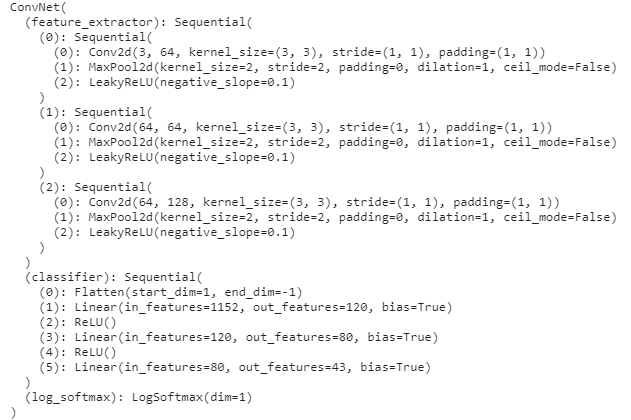 ConvNet(
  (feature_extractor): Sequential(
    (0): Sequential(
      (0): Conv2d(3, 64, kernel_size=(3, 3), stride=(1, 1), padding=(1, 1))
      (1): MaxPool2d(kernel_size=2, stride=2, padding=0, dilation=1, ceil_mode=False)
      (2): LeakyReLU(negative_slope=0.1)
    )
    (1): Sequential(
      (0): Conv2d(64, 64, kernel_size=(3, 3), stride=(1, 1), padding=(1, 1))
      (1): MaxPool2d(kernel_size=2, stride=2, padding=0, dilation=1, ceil_mode=False)
      (2): LeakyReLU(negative_slope=0.1)
    )
    (2): Sequential(
      (0): Conv2d(64, 128, kernel_size=(3, 3), stride=(1, 1), padding=(1, 1))
      (1): MaxPool2d(kernel_size=2, stride=2, padding=0, dilation=1, ceil_mode=False)
      (2): LeakyReLU(negative_slope=0.1)
    )
  )
  (classifier): Sequential(
    (0): Flatten(start_dim=1, end_dim=-1)
    (1): Linear(in_features=1152, out_features=120, bias=True)
    (2): ReLU()
    (3): Linear(in_features=120, out_features=80, bias=True)
    (4): ReLU()
    (5): Linear(in_features=80, out_features=43, bias=True)
  )
  (log_softmax): LogSoftmax(dim=1)
)